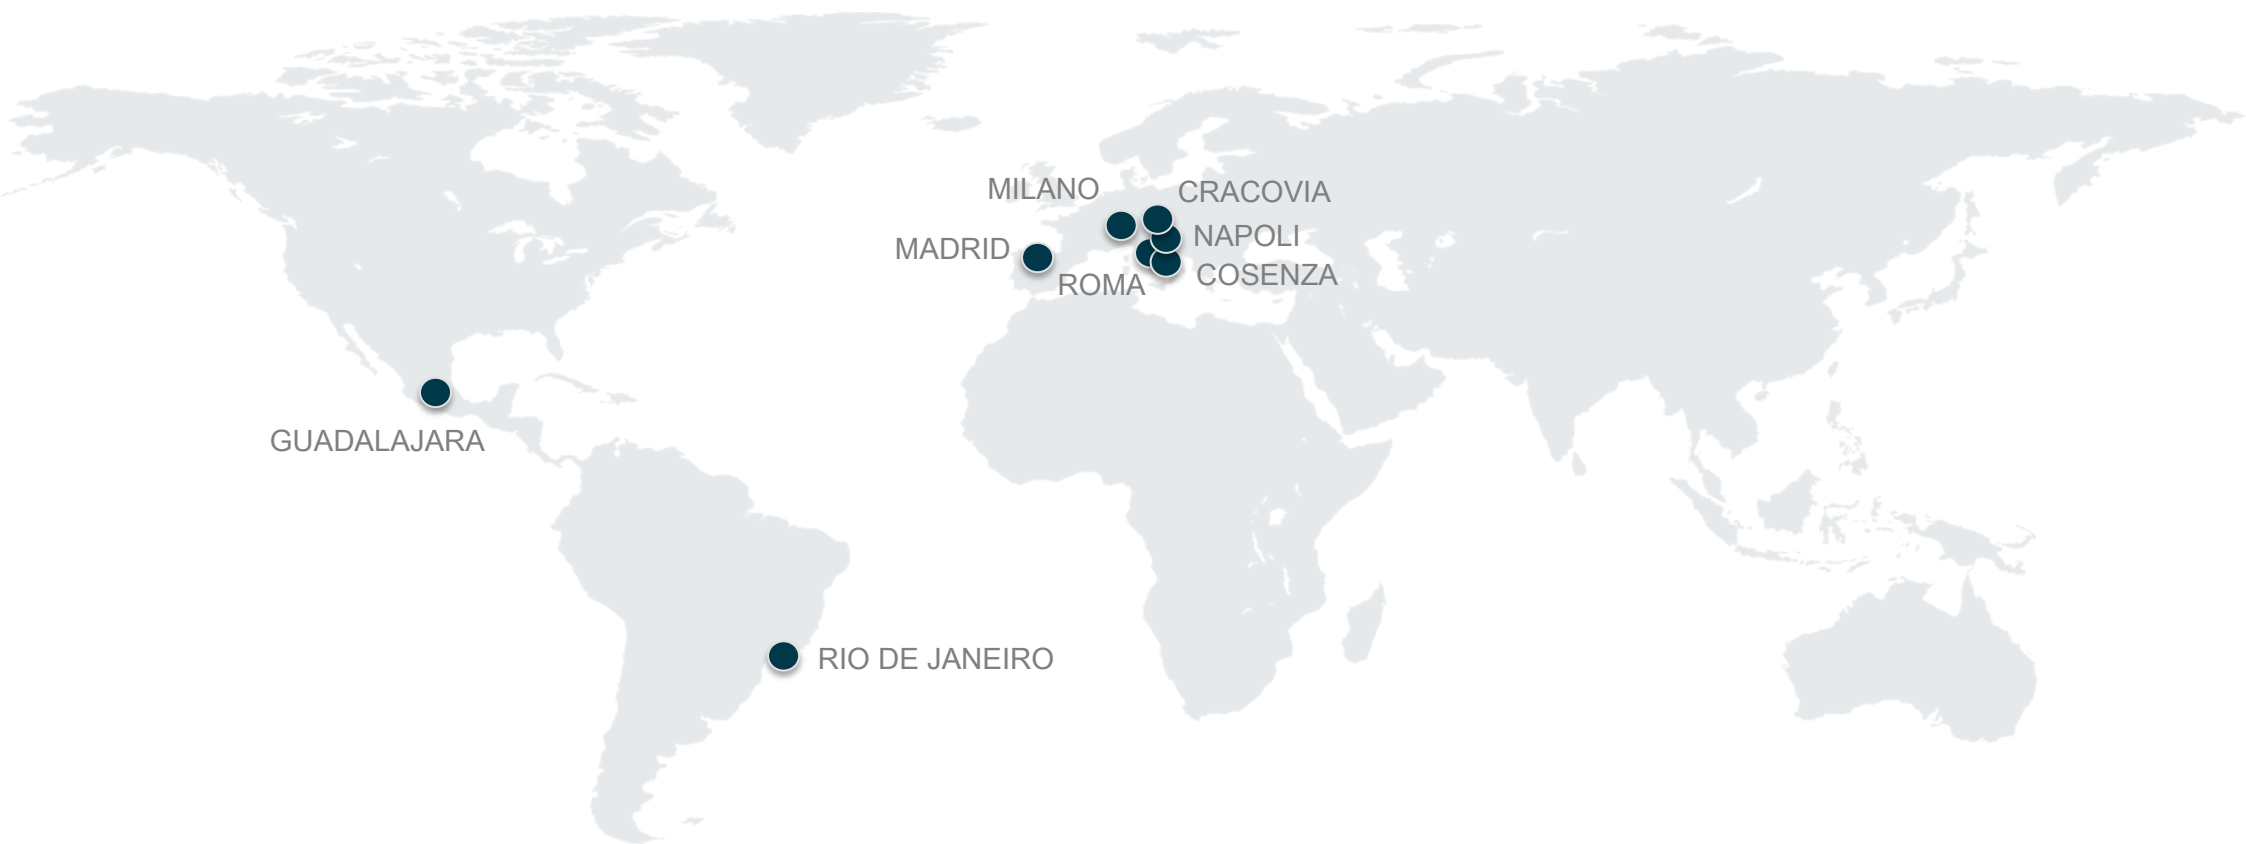 MILANO
CRACOVIA
NAPOLI
MADRID
COSENZA
ROMA
GUADALAJARA
RIO DE JANEIRO